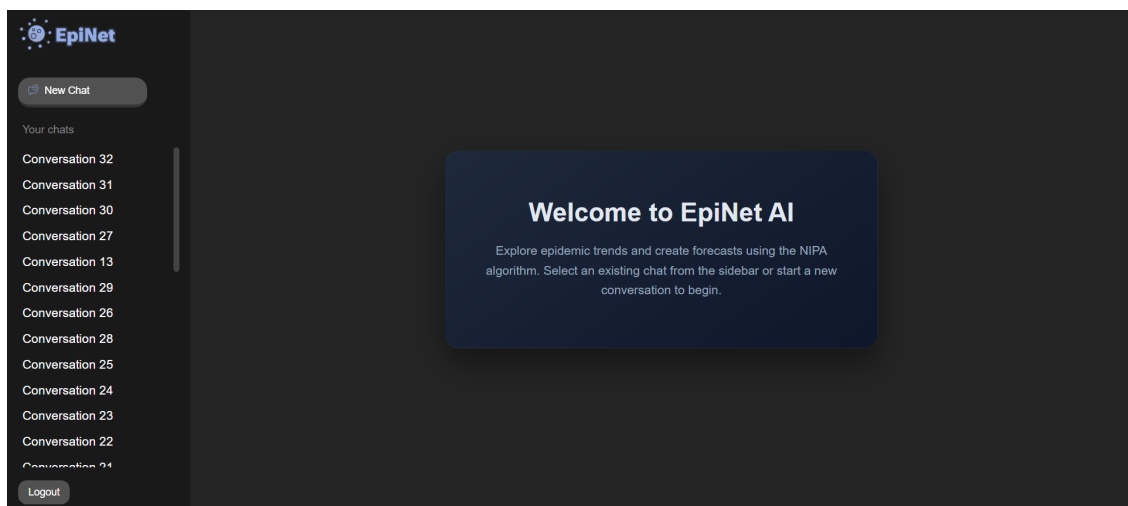 EpiNet
New Chat
Your chats
Conversation 32
Conversation 31
Conversation 30
Conversation 27
Conversation 13
Conversation 29
Conversation 26
Conversation 28
Conversation 25
Conversation 24
Conversation 23
Conversation 22
Conversation 21
Logout
Welcome to EpiNet AI
Explore epidemic trends and create forecasts using the NIPA
algorithm. Select an existing chat from the sidebar or start a new
conversation to begin.